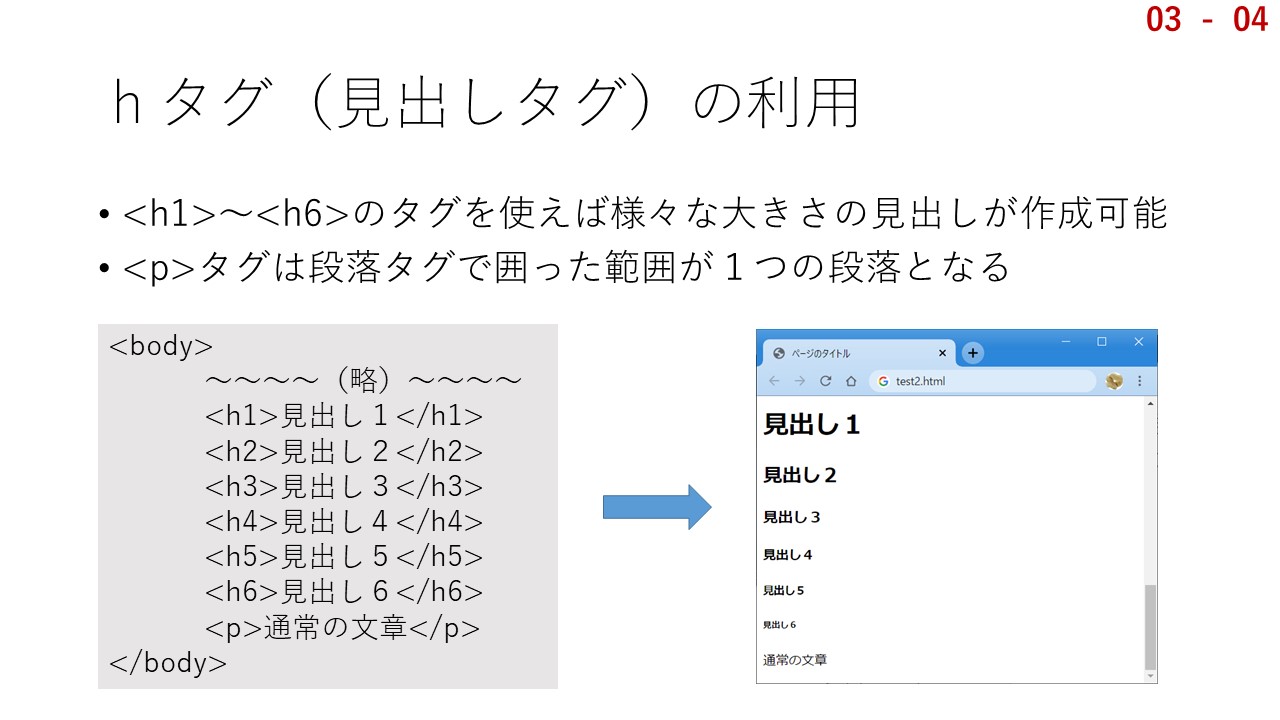 03 - 04
hタグ（見出しタグ）の利用
• <h1>～<h6>のタグを使えば様々な大きさの見出しが作成可能
• <p>タグは段落タグで囲った範囲が１つの段落となる
<body>
～～～～（略）～～～～
<h1>見出し１</h1>
<h2>見出し２</h2>
<h3>見出し３</h3>
<h4>見出し４</h4>
<h5>見出し５</h5>
<h6>見出し６</h6>
<p>通常の文章</p>
</body>
ページのタイトル
test2.html
見出し１
見出し２
見出し３
見出し４
見出し５
見出し６
通常の文章